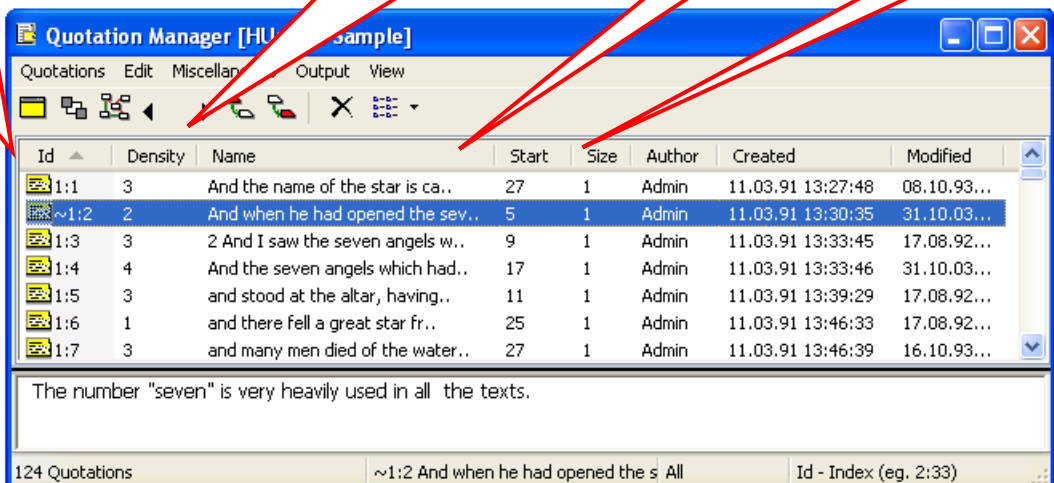 Quotation Manager [HU Sample]
Quotations Edit Miscellan Output View
Id Density Name Start Size Author Created Modified
1:1 3 And the name of the star is ca.. 27 1 Admin 11.03.91 13:27:48 08.10.93...
~1:2 2 And when he had opened the sev.. 5 1 Admin 11.03.91 13:30:35 31.10.03...
1:3 3 2 And I saw the seven angels w.. 9 1 Admin 11.03.91 13:33:45 17.08.92...
1:4 4 And the seven angels which had.. 17 1 Admin 11.03.91 13:33:46 31.10.03...
1:5 3 and stood at the altar, having.. 11 1 Admin 11.03.91 13:39:29 17.08.92...
1:6 1 and there fell a great star fr.. 25 1 Admin 11.03.91 13:46:33 17.08.92...
1:7 3 and many men died of the water.. 27 1 Admin 11.03.91 13:46:39 16.10.93...
The number "seven" is very heavily used in all the texts.
124 Quotations ~1:2 And when he had opened the s All Id - Index (eg. 2:33)